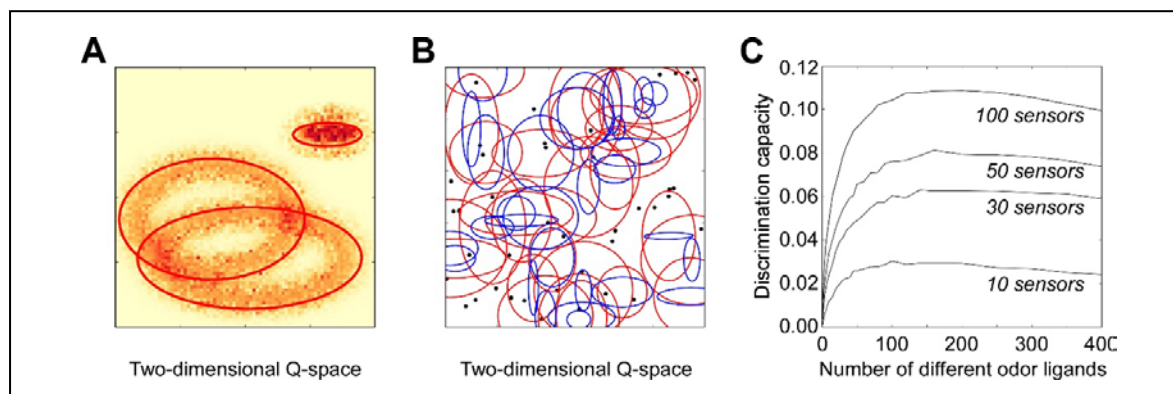 A
B
C
Two-dimensional Q-space
Two-dimensional Q-space
Discrimination capacity
0.12
0.10
0.08
0.06
0.04
0.02
0.00
100 sensors
50 sensors
30 sensors
10 sensors
0 100 200 300 400
Number of different odor ligands